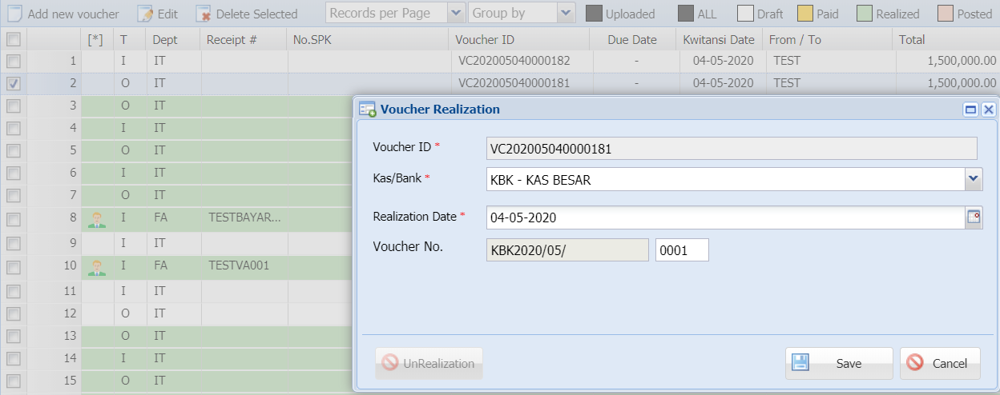 Add new voucher Edit Delete Selected Records per Page Group by Uploaded ALL Draft Paid Realized Posted
[*] T Dept Receipt # No.SPK Voucher ID Due Date Kwitansi Date From / To Total
1 I IT VC202005040000182 - 04-05-2020 TEST 1,500,000.00
2 O IT VC202005040000181 - 04-05-2020 TEST 1,500,000.00
3 O IT
4 I IT
5 O IT
6 I IT
7 O IT
8 I FA TESTBAYAR...
9 I IT
10 I FA TESTVA001
11 I IT
12 O IT
13 O IT
14 I IT
15 O IT
Voucher Realization
Voucher ID * VC202005040000181
Kas/Bank * KBK - KAS BESAR
Realization Date * 04-05-2020
Voucher No. KBK2020/05/ 0001
UnRealization Save Cancel